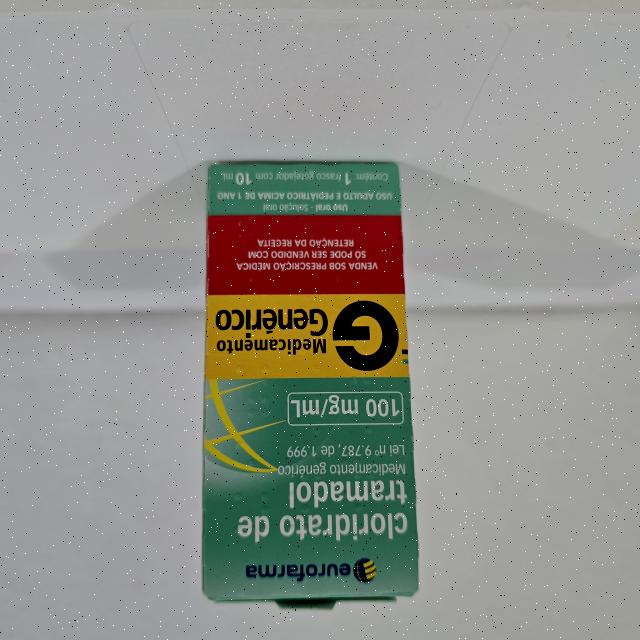 eurofarma
cloridrato de
tramadol
Medicamento genérico
Lei nº 9.787, de 1.999
100 mg/mL
G
Medicamento
Genérico
VENDA SOB PRESCRIÇÃO MÉDICA
SÓ PODE SER VENDIDO COM
RETENÇÃO DA RECEITA
Uso oral - Solução oral
USO ADULTO E PEDIÁTRICO ACIMA DE 1 ANO
Contém 1 frasco gotejador com 10 mL